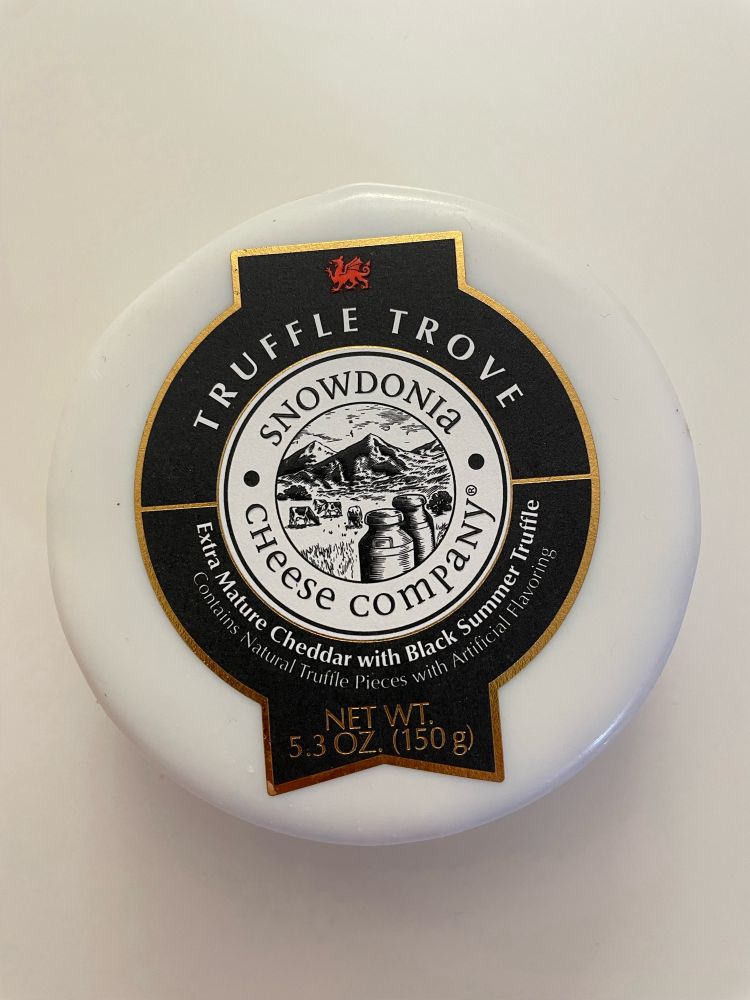 TRUFFLE TROVE
SNOWDONIa
CHeese COMPaNY®
Extra Mature Cheddar with Black Summer Truffle
Contains Natural Truffle Pieces with Artificial Flavoring
NET WT.
5.3 OZ. (150 g)